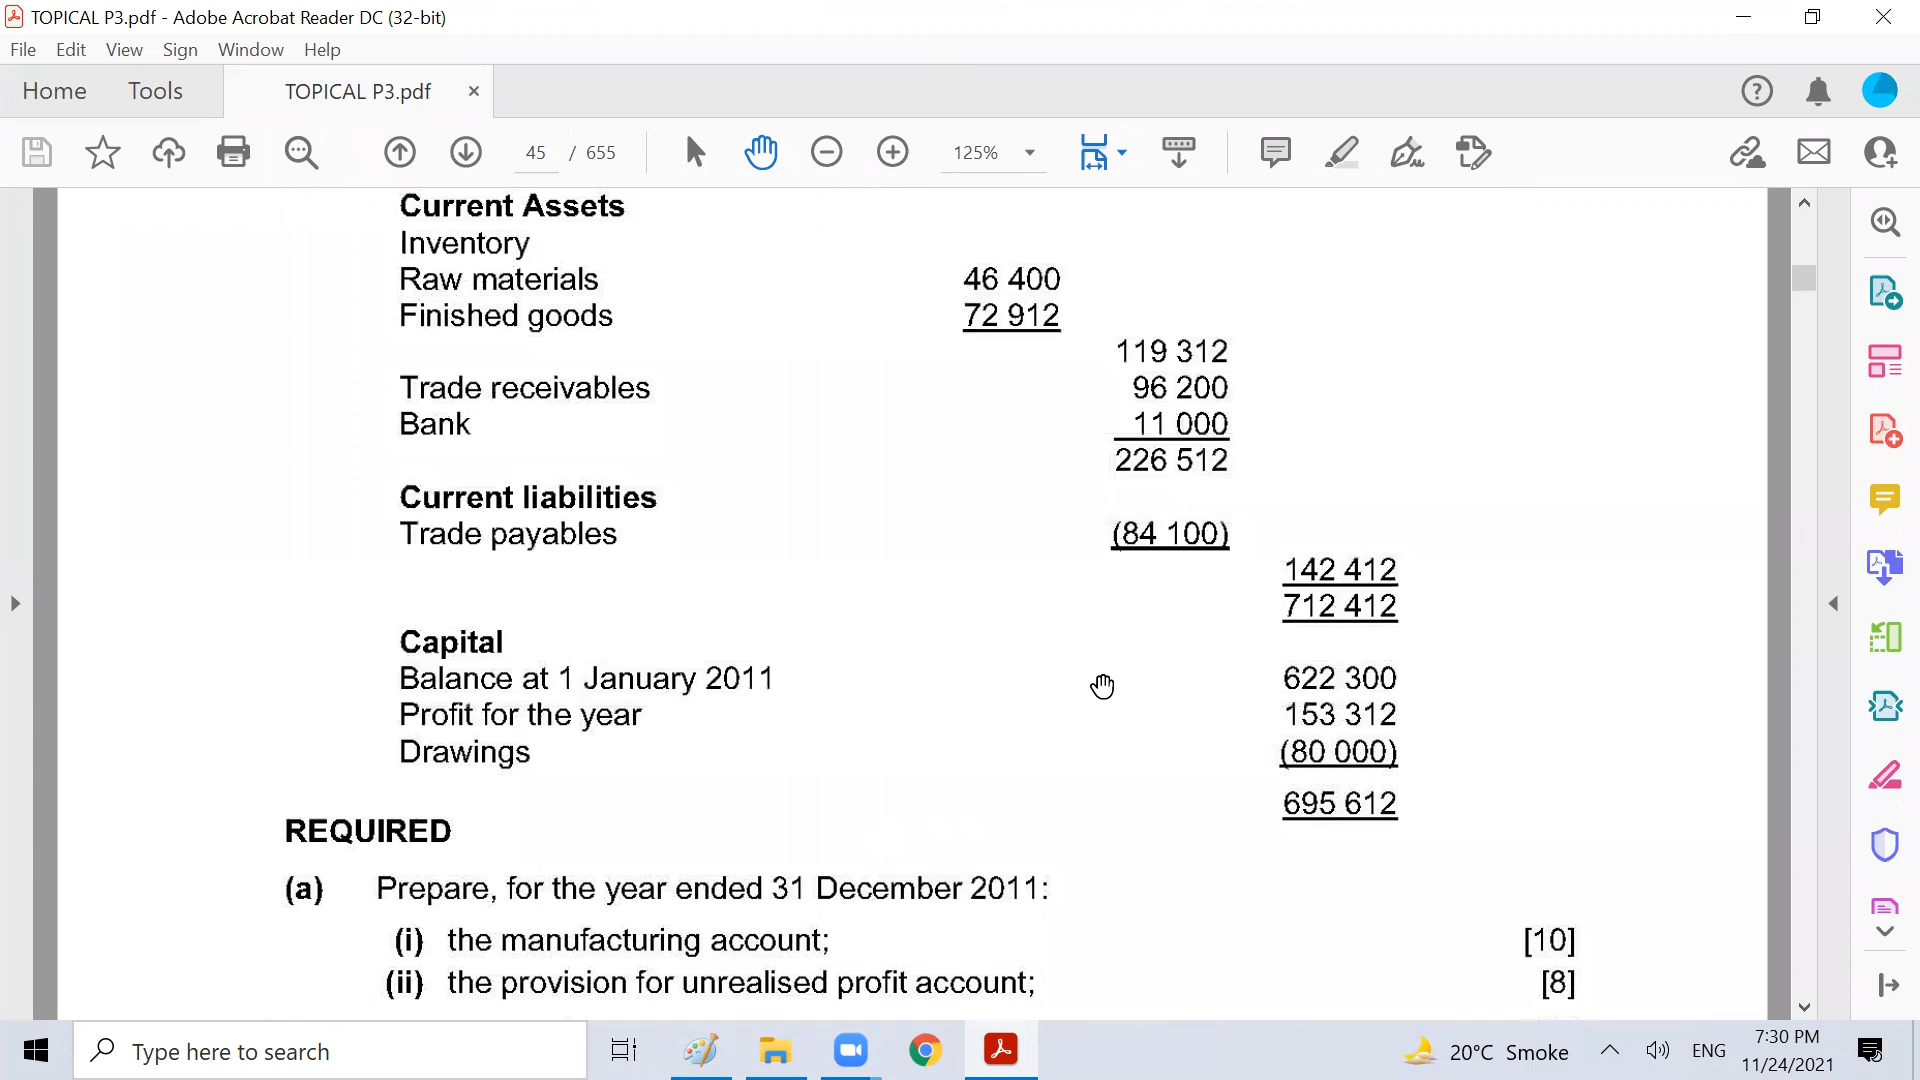 TOPICAL P3.pdf - Adobe Acrobat Reader DC (32-bit)
File Edit View Sign Window Help
Home Tools TOPICAL P3.pdf ×
45 / 655 125%
Current Assets
Inventory
Raw materials 46 400
Finished goods 72 912
119 312
Trade receivables 96 200
Bank 11 000
226 512
Current liabilities
Trade payables (84 100)
142 412
712 412
Capital
Balance at 1 January 2011 622 300
Profit for the year 153 312
Drawings (80 000)
695 612
REQUIRED
(a) Prepare, for the year ended 31 December 2011:
(i) the manufacturing account; [10]
(ii) the provision for unrealised profit account; [8]
Type here to search
20°C Smoke
ENG
7:30 PM
11/24/2021